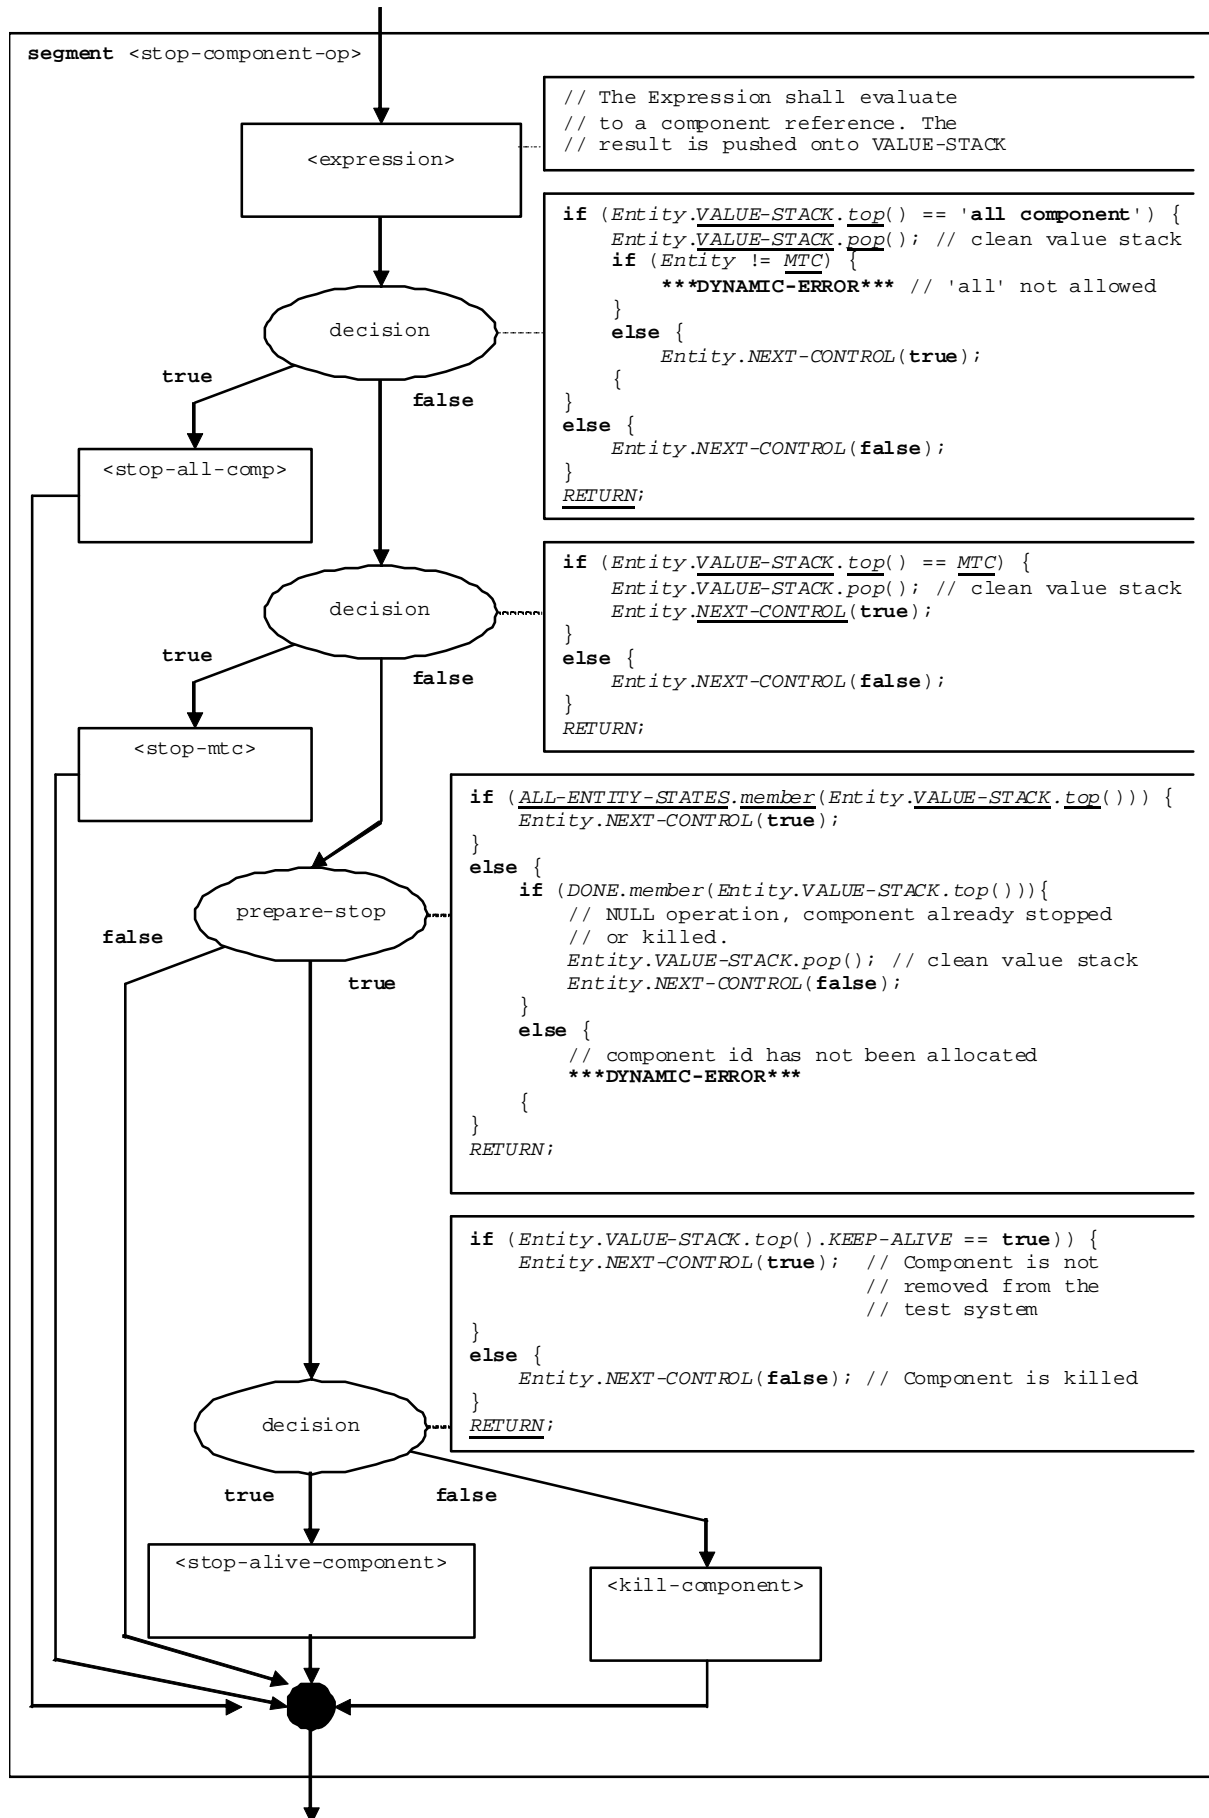 segment <stop-component-op>
// The Expression shall evaluate
// to a component reference. The
// result is pushed onto VALUE-STACK
<expression>
if (Entity.VALUE-STACK.top() == 'all component') {
Entity.VALUE-STACK.pop(); // clean value stack
if (Entity != MTC) {
***DYNAMIC-ERROR*** // 'all' not allowed
}
else {
Entity.NEXT-CONTROL(true);
{
}
else {
Entity.NEXT-CONTROL(false);
}
RETURN;
decision
true
false
<stop-all-comp>
if (Entity.VALUE-STACK.top() == MTC) {
Entity.VALUE-STACK.pop(); // clean value stack
Entity.NEXT-CONTROL(true);
}
else {
Entity.NEXT-CONTROL(false);
}
RETURN;
decision
true
false
<stop-mtc>
if (ALL-ENTITY-STATES.member(Entity.VALUE-STACK.top())) {
Entity.NEXT-CONTROL(true);
}
else {
if (DONE.member(Entity.VALUE-STACK.top())){
// NULL operation, component already stopped
// or killed.
Entity.VALUE-STACK.pop(); // clean value stack
Entity.NEXT-CONTROL(false);
}
else {
// component id has not been allocated
***DYNAMIC-ERROR***
{
}
RETURN;
prepare-stop
false
true
if (Entity.VALUE-STACK.top().KEEP-ALIVE == true)) {
Entity.NEXT-CONTROL(true); // Component is not
// removed from the
// test system
}
else {
Entity.NEXT-CONTROL(false); // Component is killed
}
RETURN;
decision
true
false
<stop-alive-component>
<kill-component>